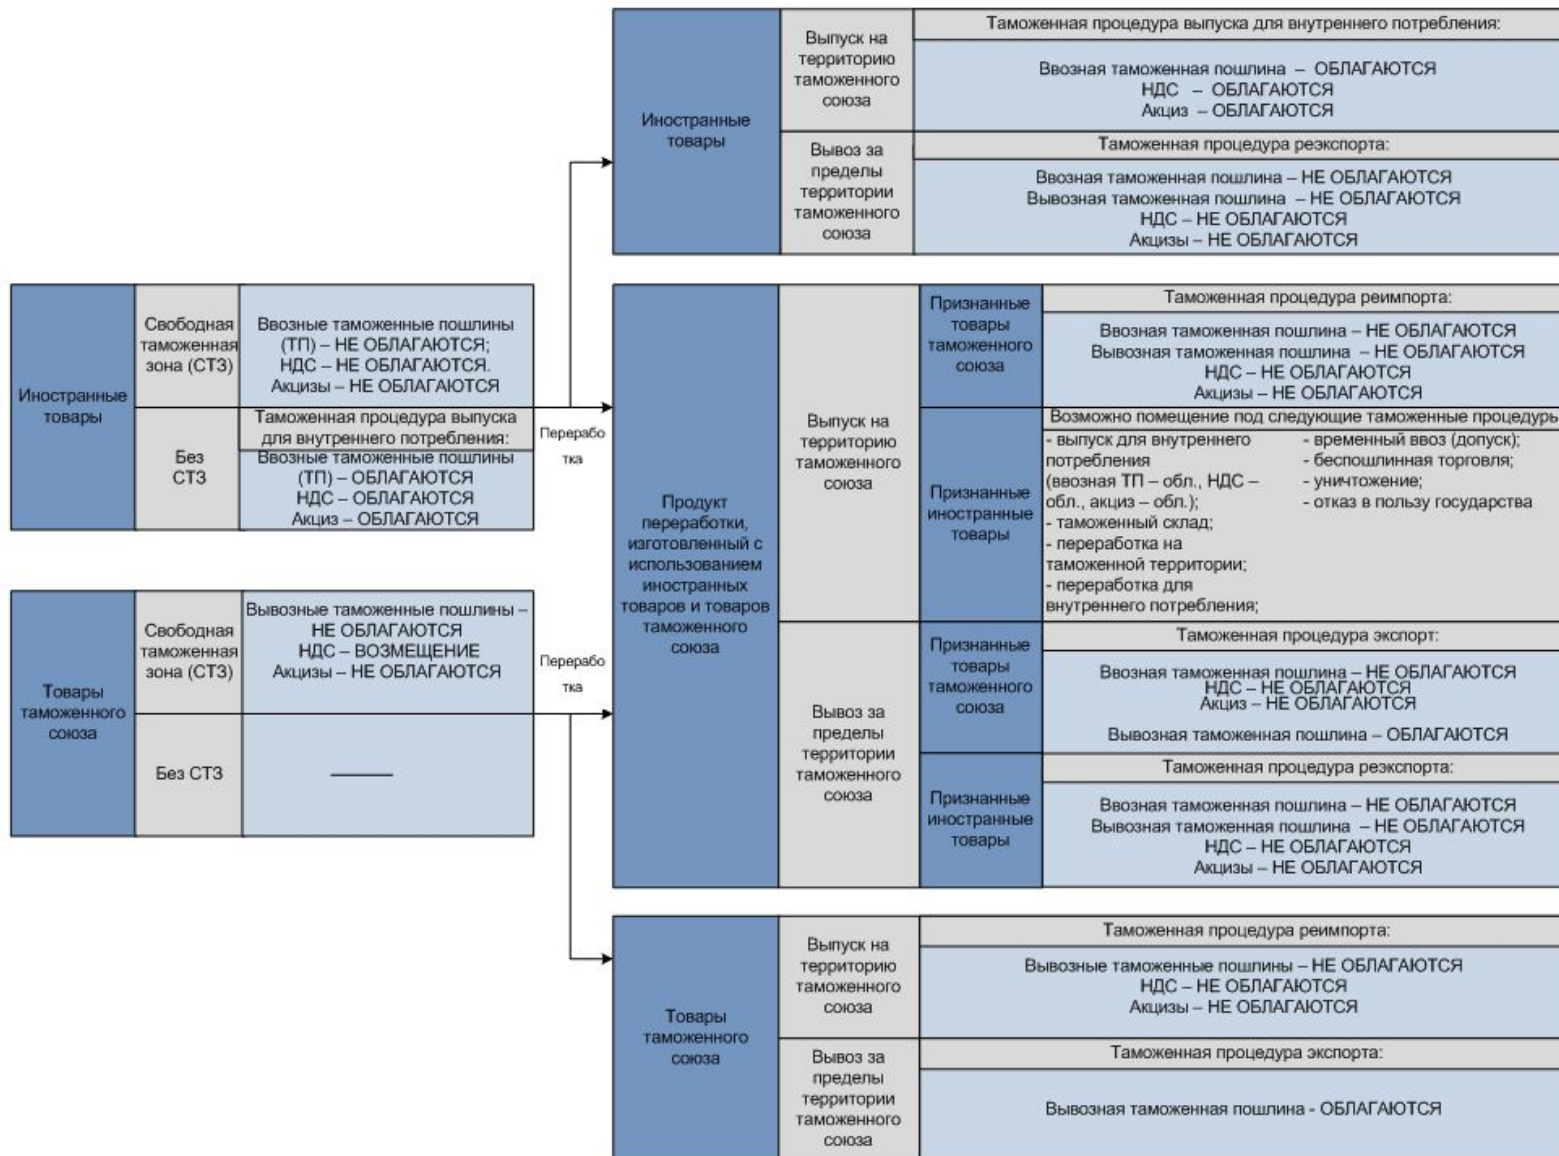 Иностранные
товары
Выпуск на
территорию
таможенного
союза
Таможенная процедура выпуска для внутреннего потребления:
Ввозная таможенная пошлина – ОБЛАГАЮТСЯ
НДС – ОБЛАГАЮТСЯ
Акциз – ОБЛАГАЮТСЯ
Вывоз за
пределы
территории
таможенного
союза
Таможенная процедура реэкспорта:
Ввозная таможенная пошлина – НЕ ОБЛАГАЮТСЯ
Вывозная таможенная пошлина – НЕ ОБЛАГАЮТСЯ
НДС – НЕ ОБЛАГАЮТСЯ
Акцизы – НЕ ОБЛАГАЮТСЯ
Иностранные
товары
Свободная
таможенная
зона (СТЗ)
Ввозные таможенные пошлины
(ТП) – НЕ ОБЛАГАЮТСЯ;
НДС – НЕ ОБЛАГАЮТСЯ.
Акцизы – НЕ ОБЛАГАЮТСЯ
Без
СТЗ
Таможенная процедура выпуска
для внутреннего потребления:
Ввозные таможенные пошлины
(ТП) – ОБЛАГАЮТСЯ
НДС – ОБЛАГАЮТСЯ
Акциз – ОБЛАГАЮТСЯ
Перерабо
тка
Товары
таможенного
союза
Свободная
таможенная
зона (СТЗ)
Вывозные таможенные пошлины –
НЕ ОБЛАГАЮТСЯ
НДС – ВОЗМЕЩЕНИЕ
Акцизы – НЕ ОБЛАГАЮТСЯ
Без СТЗ
Перерабо
тка
Продукт
переработки,
изготовленный с
использованием
иностранных
товаров и товаров
таможенного
союза
Выпуск на
территорию
таможенного
союза
Признанные
товары
таможенного
союза
Таможенная процедура реимпорта:
Ввозная таможенная пошлина – НЕ ОБЛАГАЮТСЯ
Вывозная таможенная пошлина – НЕ ОБЛАГАЮТСЯ
НДС – НЕ ОБЛАГАЮТСЯ
Акцизы – НЕ ОБЛАГАЮТСЯ
Признанные
иностранные
товары
Возможно помещение под следующие таможенные процедуры
- выпуск для внутреннего
потребления
(ввозная ТП – обл., НДС –
обл., акциз – обл.);
- таможенный склад;
- переработка на
таможенной территории;
- переработка для
внутреннего потребления;
- временный ввоз (допуск);
- беспошлинная торговля;
- уничтожение;
- отказ в пользу государства
Вывоз за
пределы
территории
таможенного
союза
Признанные
товары
таможенного
союза
Таможенная процедура экспорт:
Ввозная таможенная пошлина – НЕ ОБЛАГАЮТСЯ
НДС – НЕ ОБЛАГАЮТСЯ
Акциз – НЕ ОБЛАГАЮТСЯ
Вывозная таможенная пошлина – ОБЛАГАЮТСЯ
Признанные
иностранные
товары
Таможенная процедура реэкспорта:
Ввозная таможенная пошлина – НЕ ОБЛАГАЮТСЯ
Вывозная таможенная пошлина – НЕ ОБЛАГАЮТСЯ
НДС – НЕ ОБЛАГАЮТСЯ
Акцизы – НЕ ОБЛАГАЮТСЯ
Товары
таможенного
союза
Выпуск на
территорию
таможенного
союза
Таможенная процедура реимпорта:
Вывозные таможенные пошлины – НЕ ОБЛАГАЮТСЯ
НДС – НЕ ОБЛАГАЮТСЯ
Акцизы – НЕ ОБЛАГАЮТСЯ
Вывоз за
пределы
территории
таможенного
союза
Таможенная процедура экспорта:
Вывозная таможенная пошлина - ОБЛАГАЮТСЯ